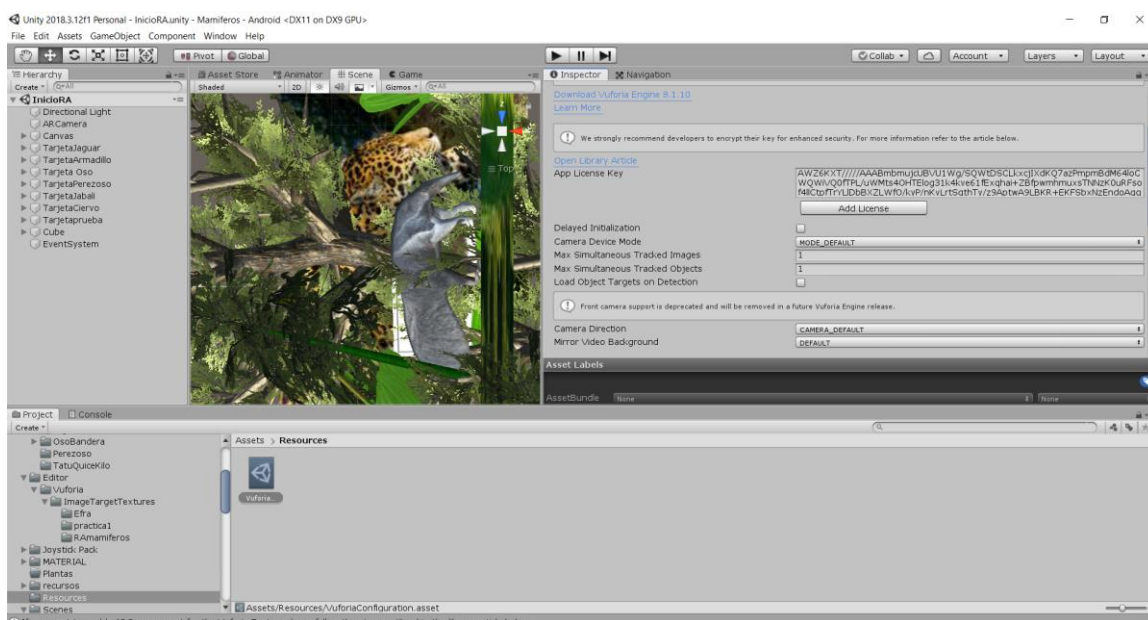 Unity 2018.3.12f1 Personal - InicioRA.unity - Mamiferos - Android <DX11 on DX9 GPU>
File Edit Assets GameObject Component Window Help
Pivot Global Collab Account Layers Layout
Hierarchy
Create All
InicioRA
Directional Light
ARCamera
Canvas
TarjetaJaguar
TarjetaArmadillo
Tarjeta Oso
TarjetaPerezoso
TarjetaJabali
TarjetaCiervo
Tarjetaprueba
Cube
EventSystem
Asset Store Animator Scene Game
Shaded 2D Gizmos All
z
Top
Inspector Navigation
Download Vuforia Engine 8.1.10
Learn More
We strongly recommend developers to encrypt their key for enhanced security. For more information refer to the article below.
Open Library Article
App License Key
Add License
Delayed Initialization
Camera Device Mode MODE_DEFAULT
Max Simultaneous Tracked Images 1
Max Simultaneous Tracked Objects 1
Load Object Targets on Detection
Front camera support is deprecated and will be removed in a future Vuforia Engine release.
Camera Direction CAMERA_DEFAULT
Mirror Video Background DEFAULT
Asset Labels
AssetBundle None None
Project Console
Create
OsoBandera
Perezoso
TatuQuiceKilo
Editor
Vuforia
ImageTargetTextures
Efra
practica1
RAmamiferos
Joystick Pack
MATERIAL
Plantas
recursos
Resources
Scenes
Assets > Resources
Vuforia...
Assets/Resources/VuforiaConfiguration.asset